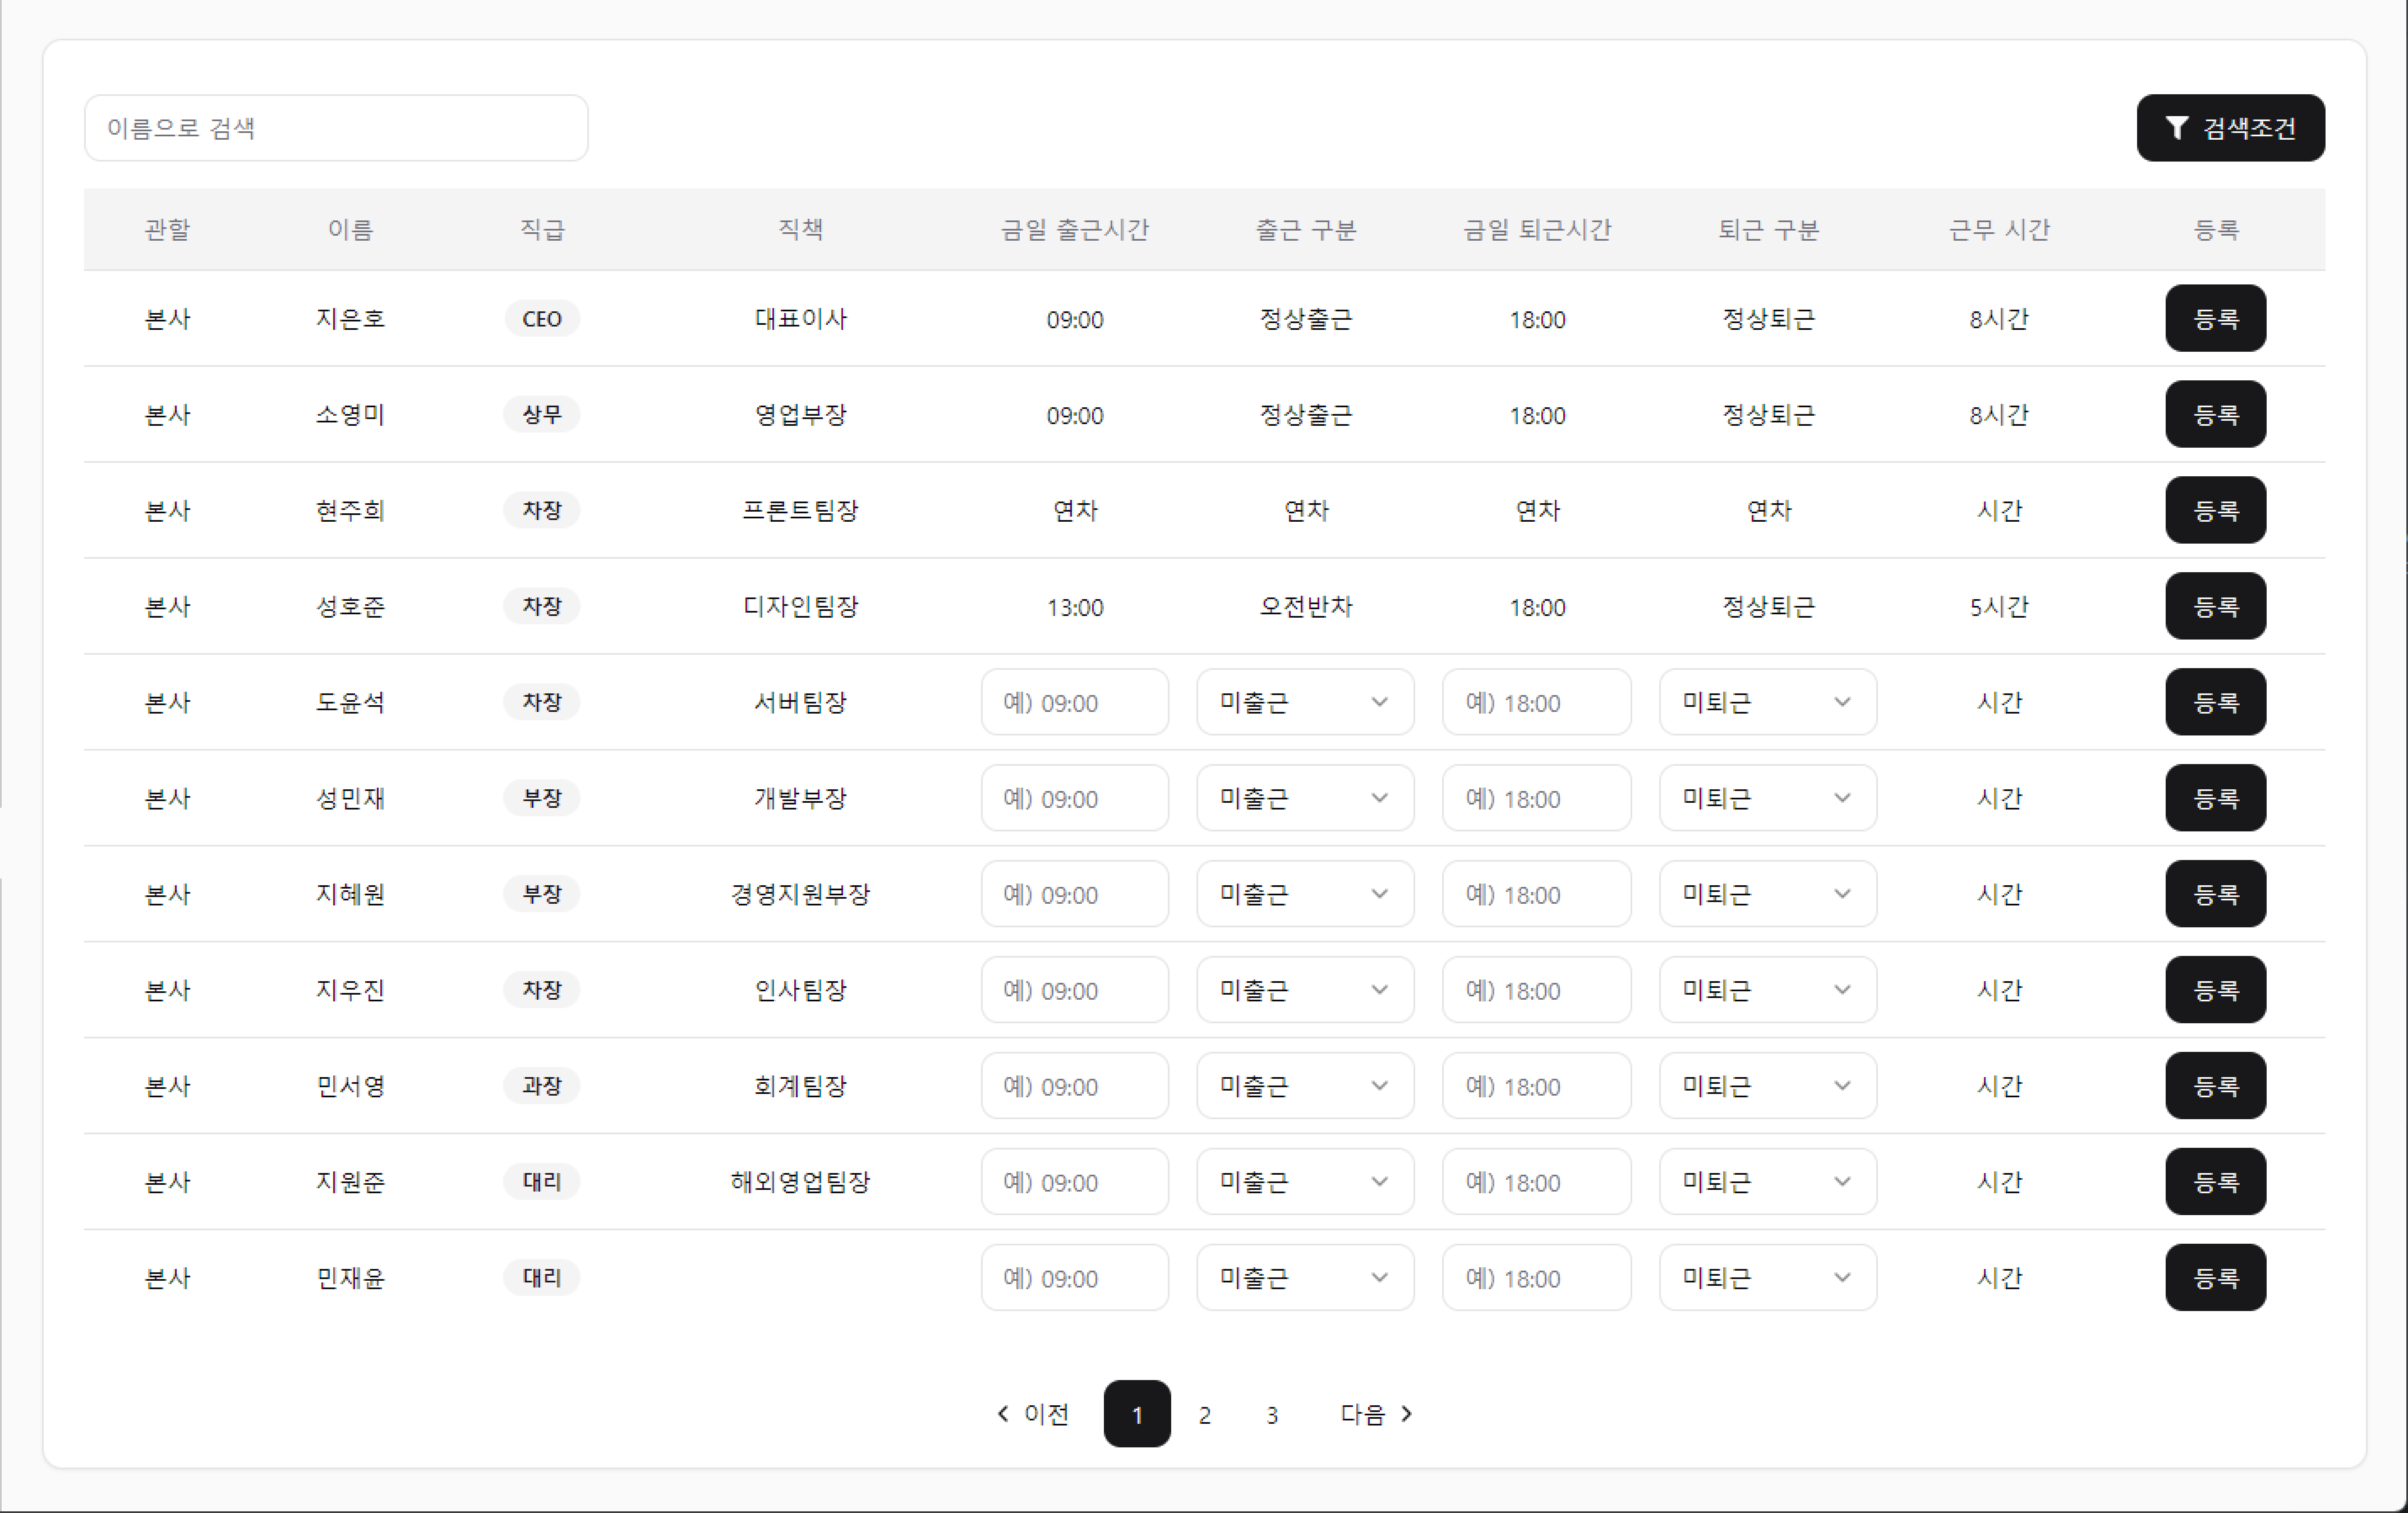 이름으로 검색 검색조건
관할 이름 직급 직책 금일 출근시간 출근 구분 금일 퇴근시간 퇴근 구분 근무 시간 등록
본사 지은호 CEO 대표이사 09:00 정상출근 18:00 정상퇴근 8시간 등록
본사 소영미 상무 영업부장 09:00 정상출근 18:00 정상퇴근 8시간 등록
본사 현주희 차장 프론트팀장 연차 연차 연차 연차 시간 등록
본사 성호준 차장 디자인팀장 13:00 오전반차 18:00 정상퇴근 5시간 등록
본사 도윤석 차장 서버팀장 예) 09:00 미출근 예) 18:00 미퇴근 시간 등록
본사 성민재 부장 개발부장 예) 09:00 미출근 예) 18:00 미퇴근 시간 등록
본사 지혜원 부장 경영지원부장 예) 09:00 미출근 예) 18:00 미퇴근 시간 등록
본사 지우진 차장 인사팀장 예) 09:00 미출근 예) 18:00 미퇴근 시간 등록
본사 민서영 과장 회계팀장 예) 09:00 미출근 예) 18:00 미퇴근 시간 등록
본사 지원준 대리 해외영업팀장 예) 09:00 미출근 예) 18:00 미퇴근 시간 등록
본사 민재윤 대리 예) 09:00 미출근 예) 18:00 미퇴근 시간 등록
이전 1 2 3 다음